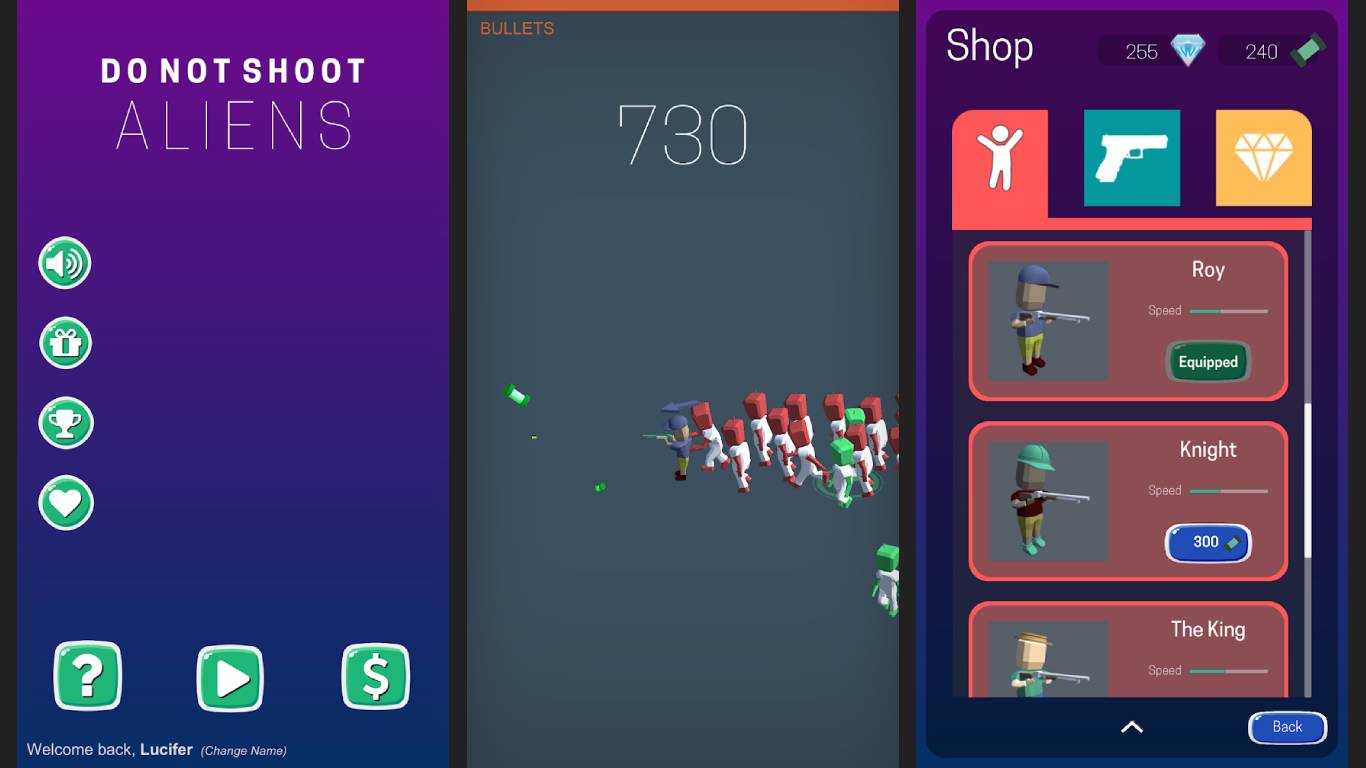 DO NOT SHOOT
ALIENS
Welcome back, Lucifer (Change Name)
BULLETS
730
Shop
255
240
Roy
Speed
Equipped
Knight
Speed
300
The King
Speed
Back